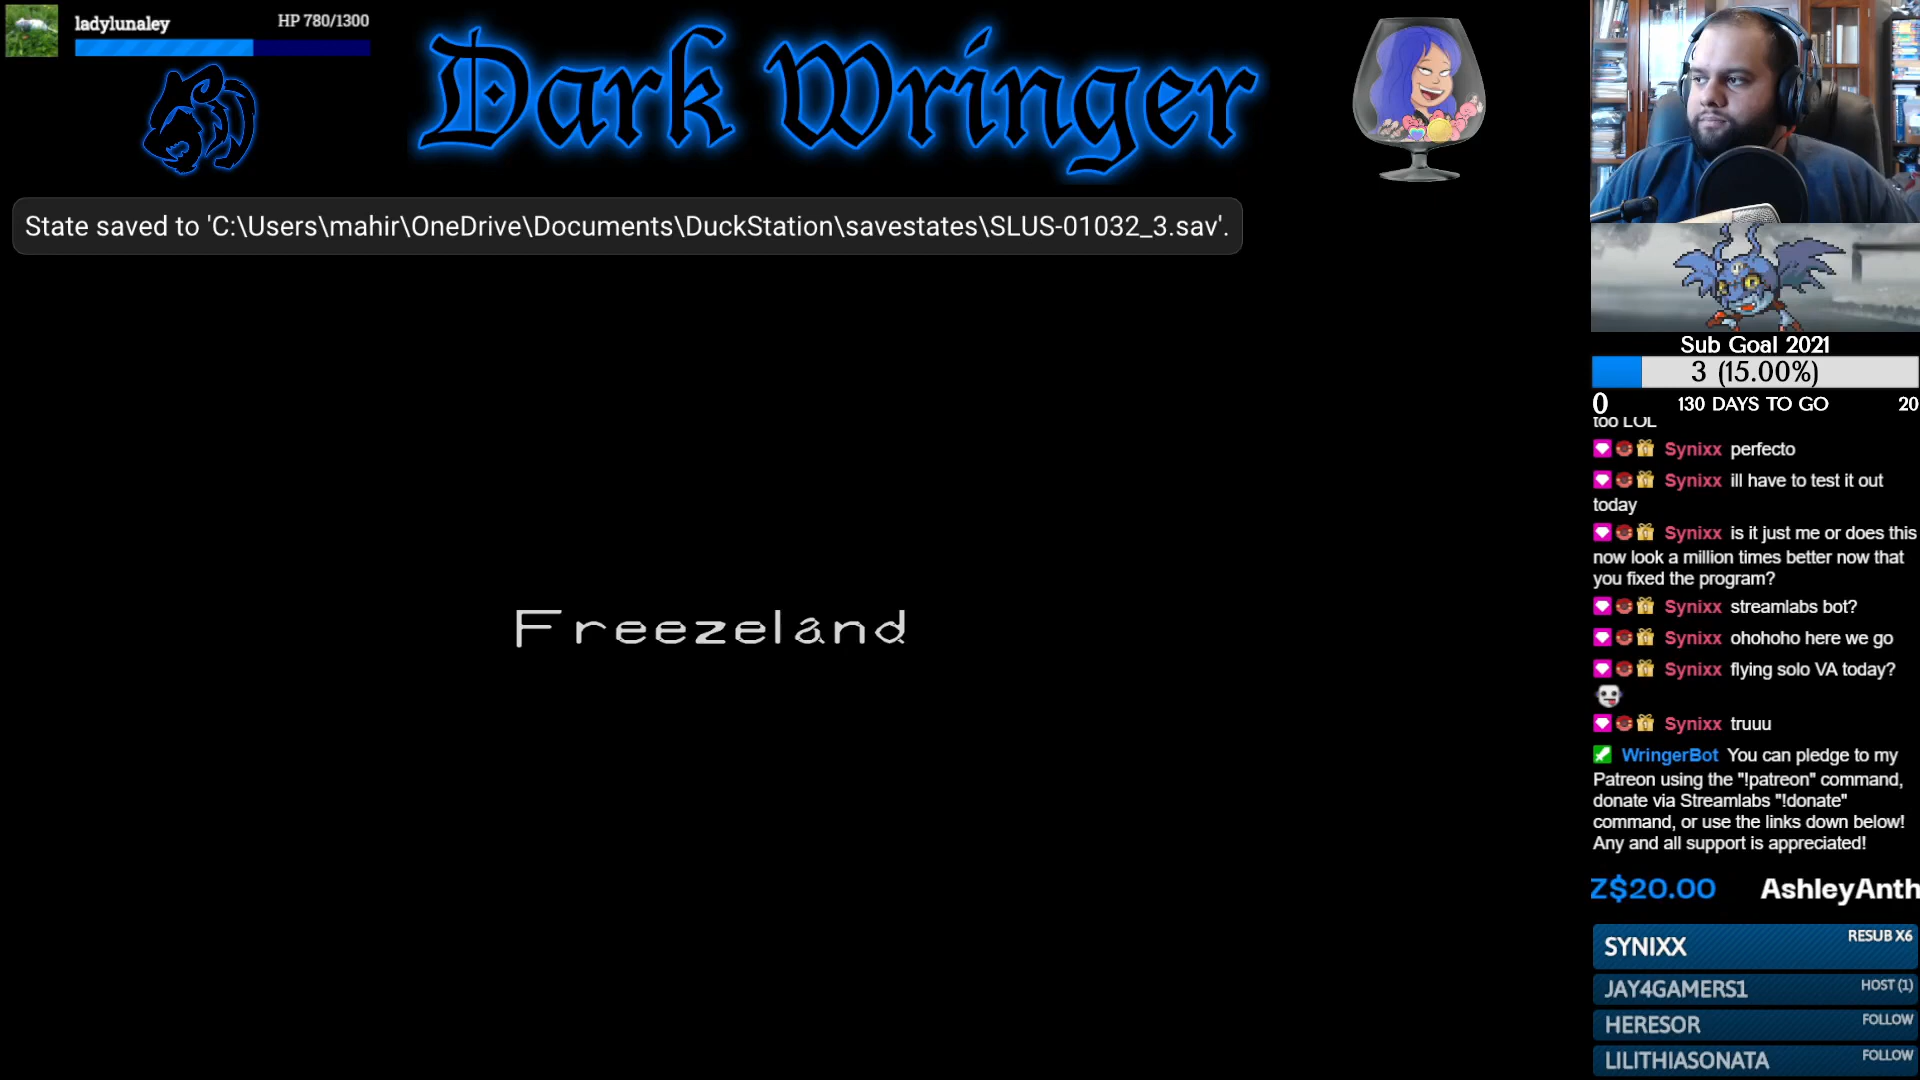 ladylunaley
HP 780/1300
Dark Wringer
State saved to 'C:\Users\mahir\OneDrive\Documents\DuckStation\savestates\SLUS-01032_3.sav'.
Freezeland
Sub Goal 2021
3 (15.00%)
0 130 DAYS TO GO 20
too LOL
Synixx perfecto
Synixx ill have to test it out
today
Synixx is it just me or does this
now look a million times better now that
you fixed the program?
Synixx streamlabs bot?
Synixx ohohoho here we go
Synixx flying solo VA today?
Synixx truuu
WringerBot You can pledge to my
Patreon using the "!patreon" command,
donate via Streamlabs "!donate"
command, or use the links down below!
Any and all support is appreciated!
Z$20.00 AshleyAnth
SYNIXX RESUB X6
JAY4GAMERS1 HOST (1)
HERESOR FOLLOW
LILITHIASONATA FOLLOW